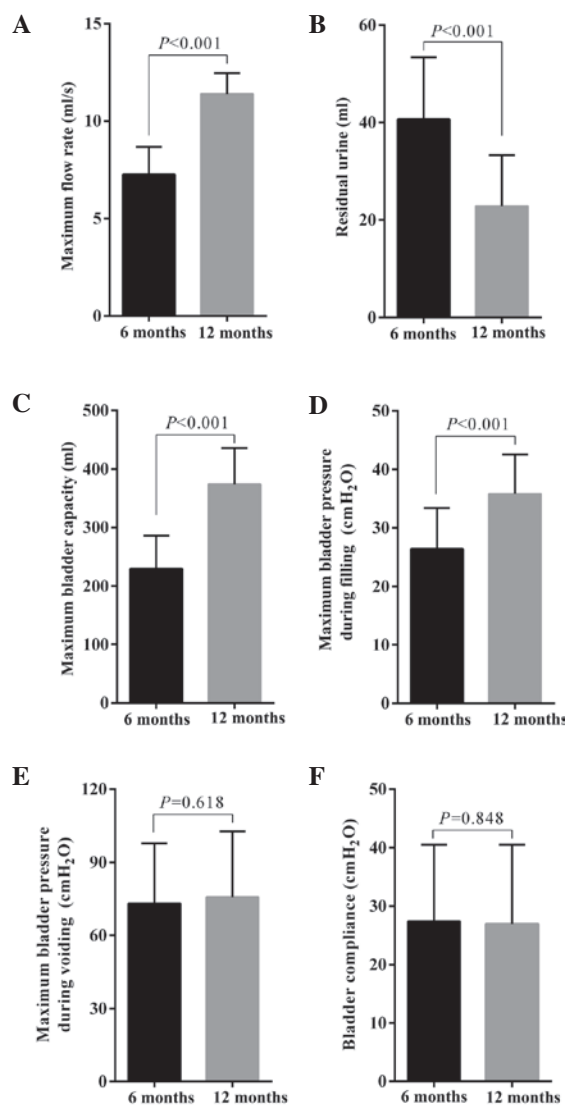 A
Maximum flow rate (ml/s)
15
10
5
0
P<0.001
6 months
12 months
B
Residual urine (ml)
60
40
20
0
P<0.001
6 months
12 months
C
Maximum bladder capacity (ml)
500
400
300
200
100
0
P<0.001
6 months
12 months
D
Maximum bladder pressure
during filling (cmH₂O)
50
40
30
20
10
0
P<0.001
6 months
12 months
E
Maximum bladder pressure
during voiding (cmH₂O)
120
90
60
30
0
P=0.618
6 months
12 months
F
Bladder compliance (cmH₂O)
50
40
30
20
10
0
P=0.848
6 months
12 months